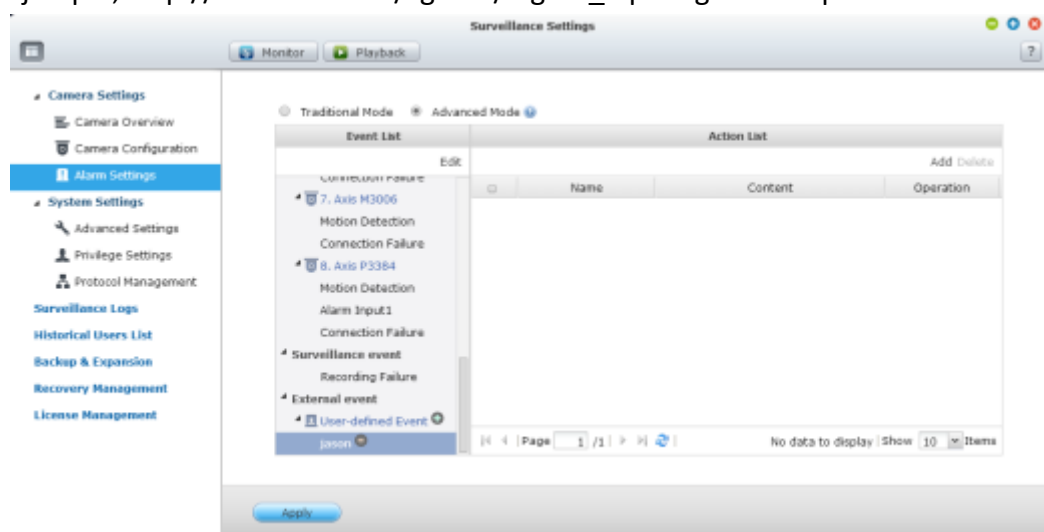 Surveillance Settings
Monitor Playback ?
Camera Settings
Camera Overview
Camera Configuration
Alarm Settings
System Settings
Advanced Settings
Privilege Settings
Protocol Management
Surveillance Logs
Historical Users List
Backup & Expansion
Recovery Management
License Management
Traditional Mode Advanced Mode
Event List
Edit
Connection Failure
7. Axis M3006
Motion Detection
Connection Failure
8. Axis P3384
Motion Detection
Alarm Input1
Connection Failure
Surveillance event
Recording Failure
External event
User-defined Event
jason
Action List
Add Delete
Name Content Operation
Page 1 /1 No data to display Show 10 Items
Apply